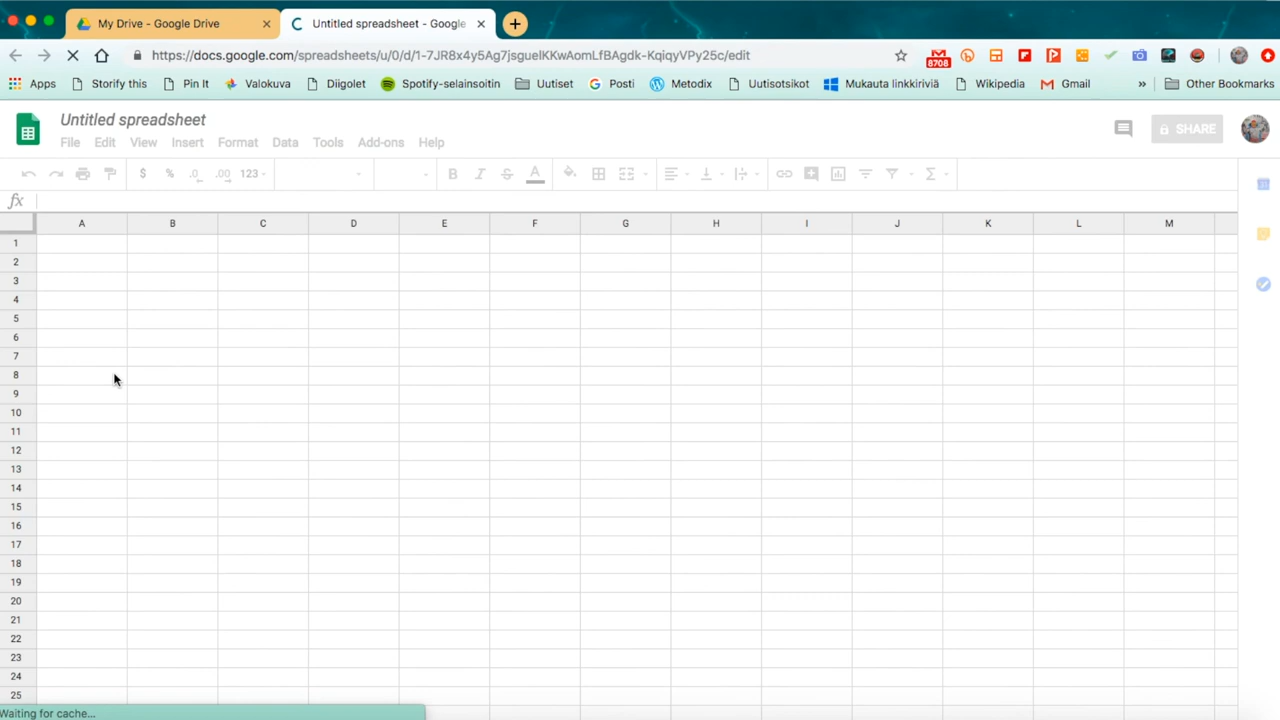 My Drive - Google Drive
Untitled spreadsheet - Google
https://docs.google.com/spreadsheets/u/0/d/1-7JR8x4y5Ag7jsguelKKwAomLfBAgdk-KqiqyVPy25c/edit
8708
Apps Storify this Pin It Valokuva Diigolet Spotify-selainsoitin Uutiset Posti Metodix Uutisotsikot Mukauta linkkiriviä Wikipedia Gmail » Other Bookmarks
Untitled spreadsheet
SHARE
File Edit View Insert Format Data Tools Add-ons Help
$ % .0 .00 123 B I S A Σ
fx
A B C D E F G H I J K L M
1
2
3
4
5
6
7
8
9
10
11
12
13
14
15
16
17
18
19
20
21
22
23
24
25
Waiting for cache...